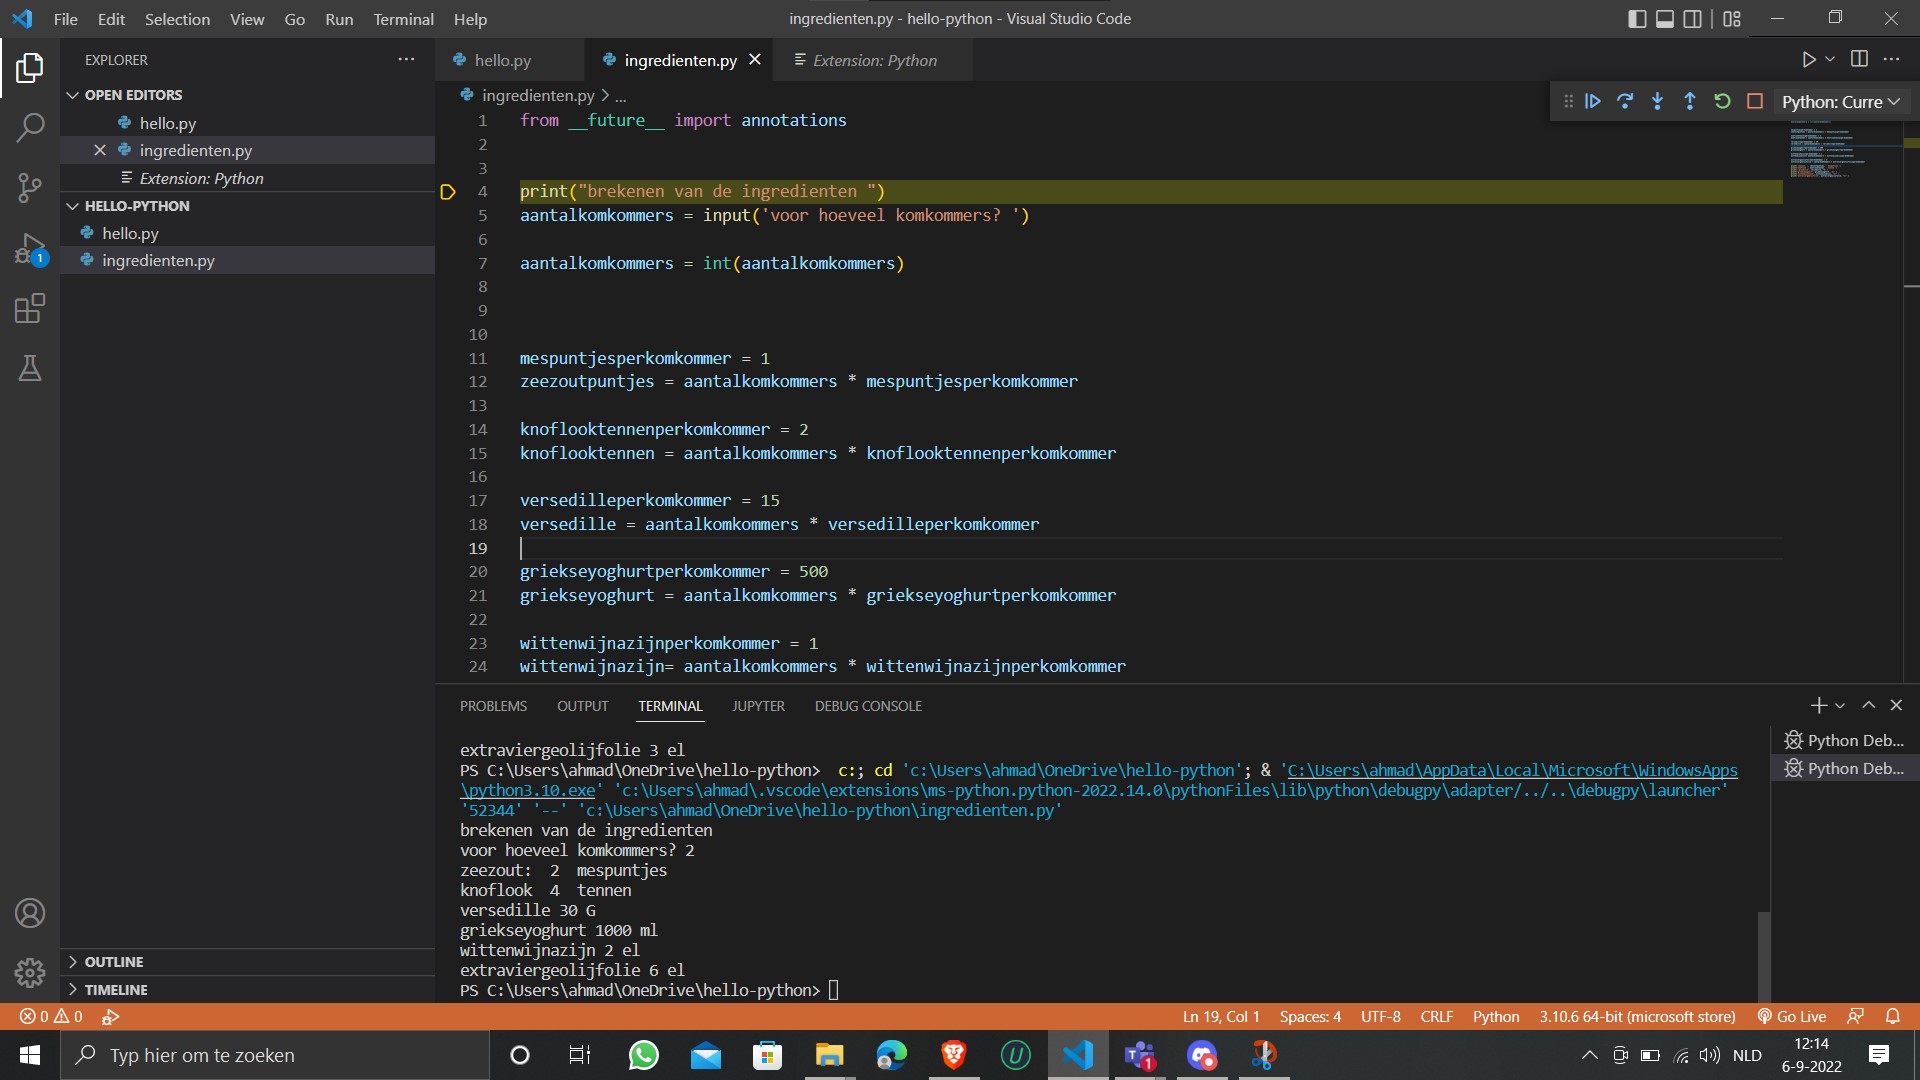 File Edit Selection View Go Run Terminal Help
ingredienten.py - hello-python - Visual Studio Code
EXPLORER
OPEN EDITORS
hello.py
ingredienten.py
Extension: Python
HELLO-PYTHON
hello.py
ingredienten.py
OUTLINE
TIMELINE
1
hello.py
ingredienten.py
Extension: Python
ingredienten.py > ...
Python: Curre
1 from __future__ import annotations
2
3
4 print("brekenen van de ingredienten ")
5 aantalkomkommers = input('voor hoeveel komkommers? ')
6
7 aantalkomkommers = int(aantalkomkommers)
8
9
10
11 mespuntjesperkomkommer = 1
12 zeezoutpuntjes = aantalkomkommers * mespuntjesperkomkommer
13
14 knoflooktennenperkomkommer = 2
15 knoflooktennen = aantalkomkommers * knoflooktennenperkomkommer
16
17 versedilleperkomkommer = 15
18 versedille = aantalkomkommers * versedilleperkomkommer
19
20 griekseyoghurtperkomkommer = 500
21 griekseyoghurt = aantalkomkommers * griekseyoghurtperkomkommer
22
23 wittenwijnazijnperkomkommer = 1
24 wittenwijnazijn= aantalkomkommers * wittenwijnazijnperkomkommer
PROBLEMS OUTPUT TERMINAL JUPYTER DEBUG CONSOLE
extraviergeolijfolie 3 el
PS C:\Users\ahmad\OneDrive\hello-python>  c:; cd 'c:\Users\ahmad\OneDrive\hello-python'; & 'C:\Users\ahmad\AppData\Local\Microsoft\WindowsApps
\python3.10.exe' 'c:\Users\ahmad\.vscode\extensions\ms-python.python-2022.14.0\pythonFiles\lib\python\debugpy\adapter/../..\debugpy\launcher'
'52344' '--' 'c:\Users\ahmad\OneDrive\hello-python\ingredienten.py'
brekenen van de ingredienten
voor hoeveel komkommers? 2
zeezout:  2  mespuntjes
knoflook  4  tennen
versedille 30 G
griekseyoghurt 1000 ml
wittenwijnazijn 2 el
extraviergeolijfolie 6 el
PS C:\Users\ahmad\OneDrive\hello-python>
Python Deb...
Python Deb...
0 0
Ln 19, Col 1 Spaces: 4 UTF-8 CRLF Python 3.10.6 64-bit (microsoft store) Go Live
Typ hier om te zoeken
1
NLD
12:14
6-9-2022